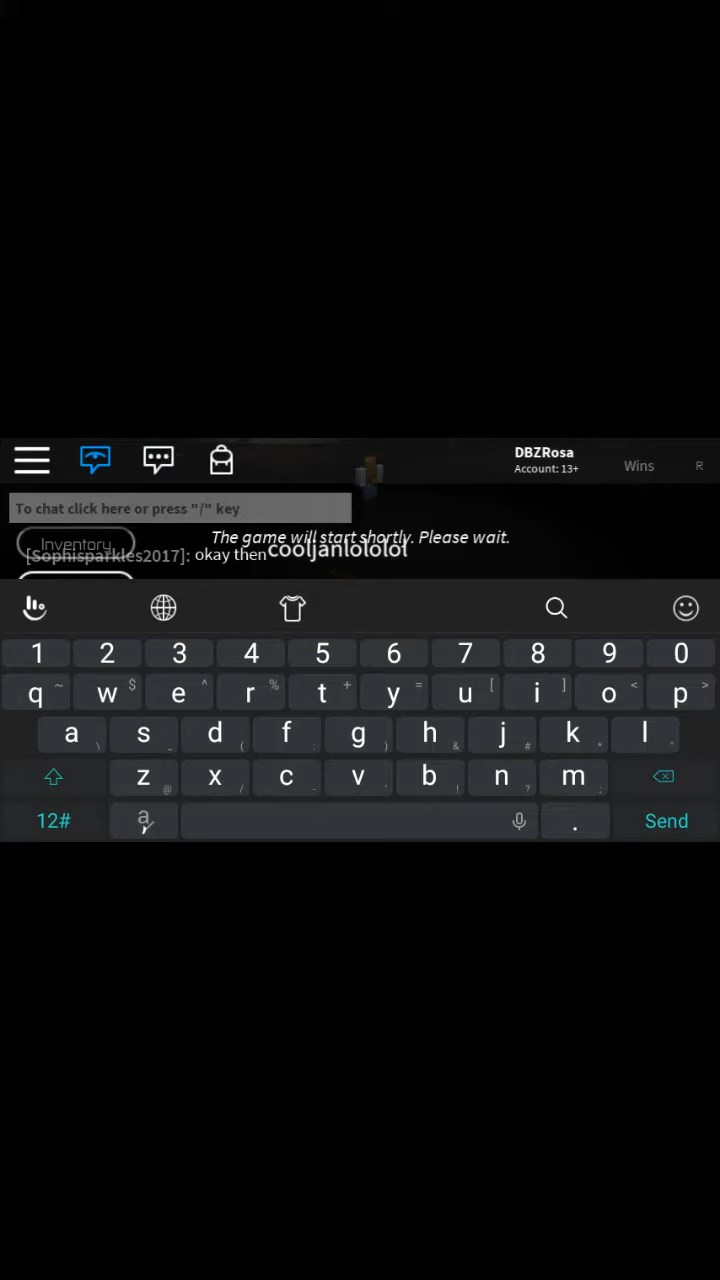 DBZRosa
Account: 13+
Wins
R
To chat click here or press "/" key
The game will start shortly. Please wait.
Inventory
[Sophisparkles2017]: okay then
cooljanlololol
1 2 3 4 5 6 7 8 9 0
q ~ w $ e ^ r % t + y = u [ i ] o < p >
a \ s _ d ( f : g ) h & j # k * l "
z @ x / c - v ' b ! n ? m ;
12# a , . Send